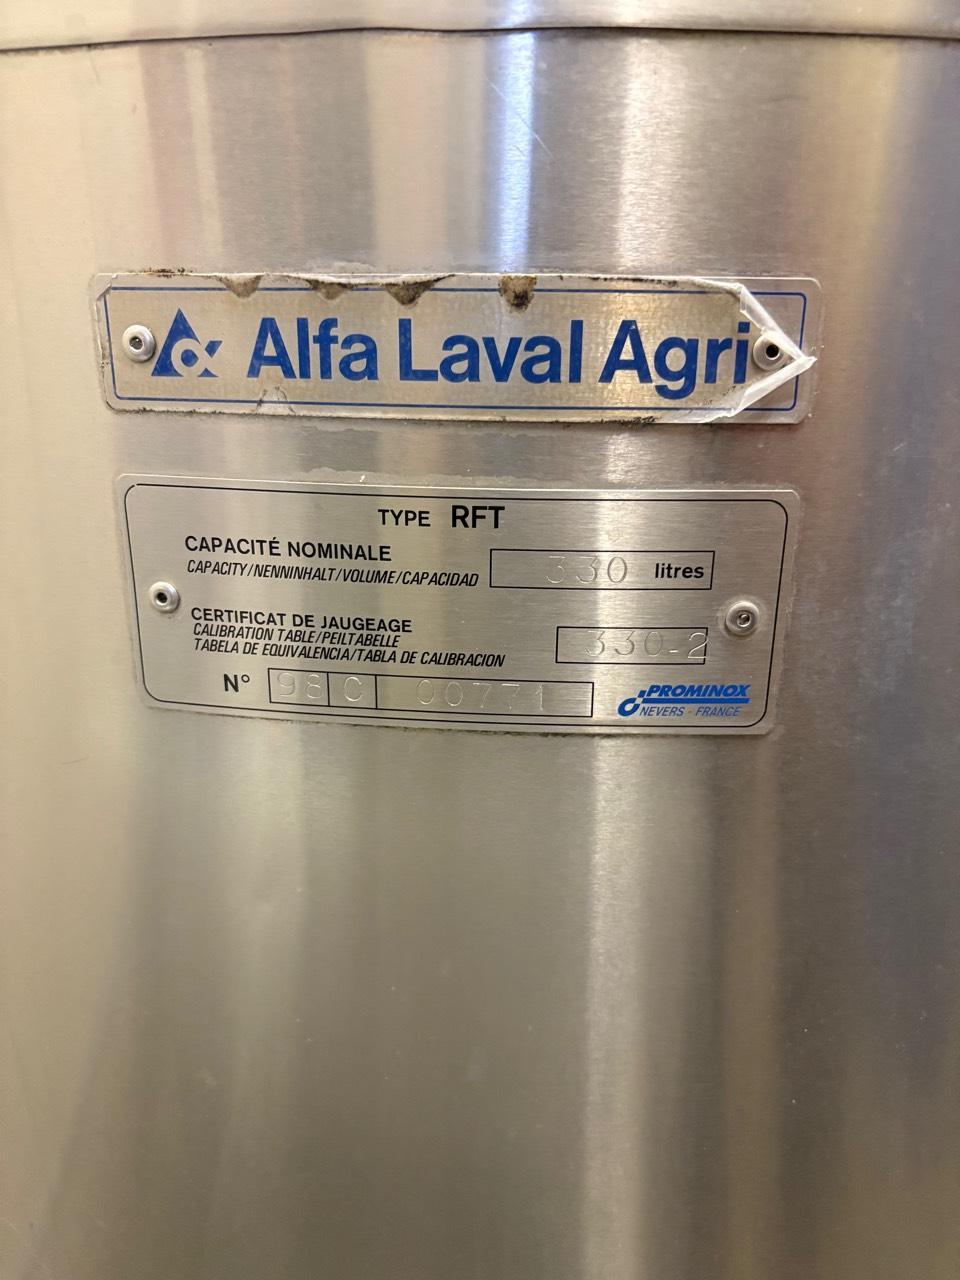 Alfa Laval Agri
TYPE RFT
CAPACITÉ NOMINALE
CAPACITY/NENNINHALT/VOLUME/CAPACIDAD
330 litres
CERTIFICAT DE JAUGEAGE
CALIBRATION TABLE/PEILTABELLE
TABELA DE EQUIVALENCIA/TABLA DE CALIBRACION
330-2
N° 98 C 00771
PROMINOX
NEVERS - FRANCE